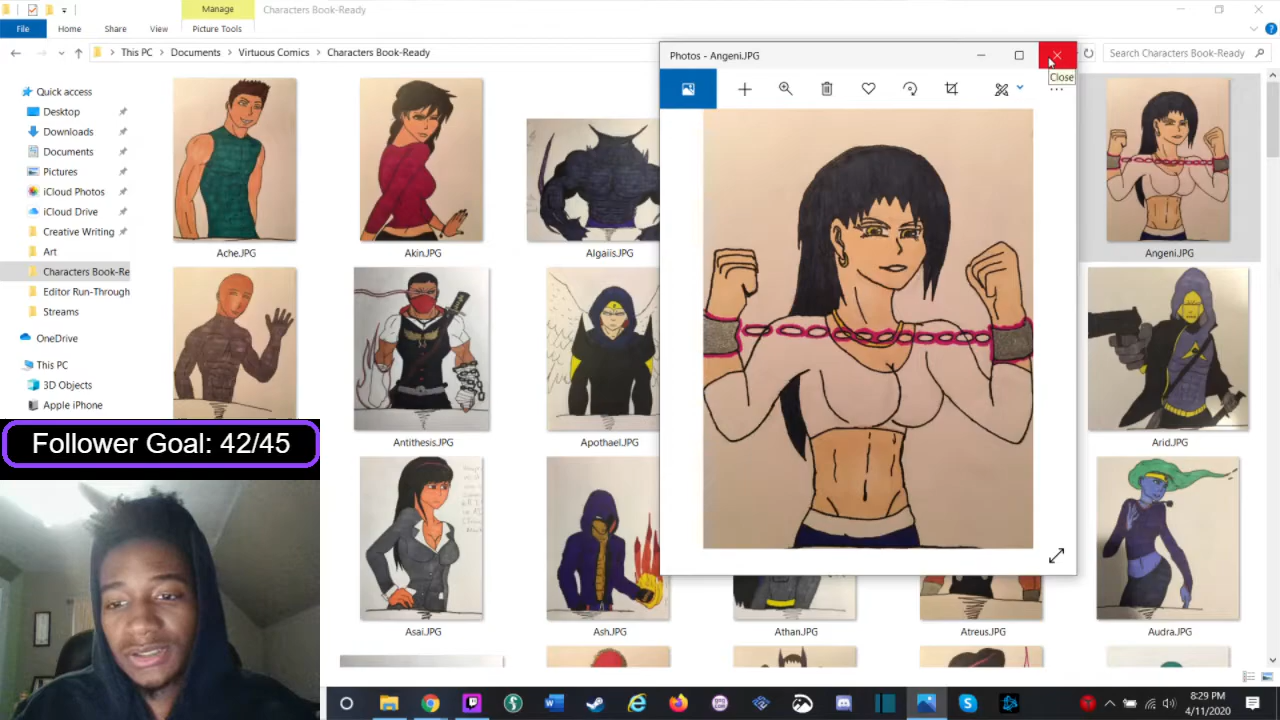 Manage
Characters Book-Ready
File
Home
Share
View
Picture Tools
This PC
Documents
Virtuous Comics
Characters Book-Ready
Search Characters Book-Ready
Photos - AngeniJPG
Close
Quick access
Desktop
Downloads
Documents
Pictures
iCloud Photos
iCloud Drive
Creative Writing
Art
Characters Book-Re
Editor Run-Through
Streams
OneDrive
This PC
3D Objects
Apple iPhone
Ache.JPG
Akin.JPG
Algaiis.JPG
Angeni.JPG
Antithesis.JPG
Apothael.JPG
Arid.JPG
Asai.JPG
Ash.JPG
Athan.JPG
Atreus.JPG
Audra.JPG
Follower Goal: 42/45
8:29 PM
4/11/2020